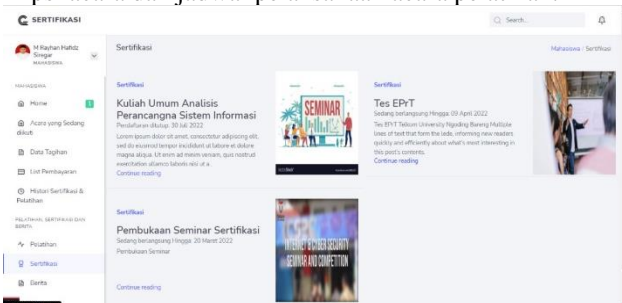 SERTIFIKASI
Search...
M Rayhan Hafidz
Siregar
MAHASISWA
Sertifikasi
Mahasiswa / Sertifikasi
MAHASISWA
Home
Acara yang Sedang
diikuti
Data Tagihan
List Pembayaran
Histori Sertifikasi &
Pelatihan
PELATIHAN, SERTIFIKASI DAN
BERITA
Pelatihan
Sertifikasi
Berita
Sertifikasi
Kuliah Umum Analisis
Perancangna Sistem Informasi
Pendaftaran ditutup: 30 Juli 2022
Lorem ipsum dolor sit amet, consectetur adipiscing elit,
sed do eiusmod tempor incididunt ut labore et dolore
magna aliqua. Ut enim ad minim veniam, quis nostrud
exercitation ullamco laboris nisi ut a..
Continue reading
SEMINAR
Sertifikasi
Tes EPrT
Sedang berlangsung Hingga: 09 April 2022
Tes EPrT Telkom University Ngoding Bareng Multiple
lines of text that form the lede, informing new readers
quickly and efficiently about what's most interesting in
this post's contents.
Continue reading
Sertifikasi
Pembukaan Seminar Sertifikasi
Sedang berlangsung Hingga: 20 Maret 2022
Pembukaan Seminar
Continue reading
INTERNETS CYBER SECURITY
SEMINAR AND COMPETITION